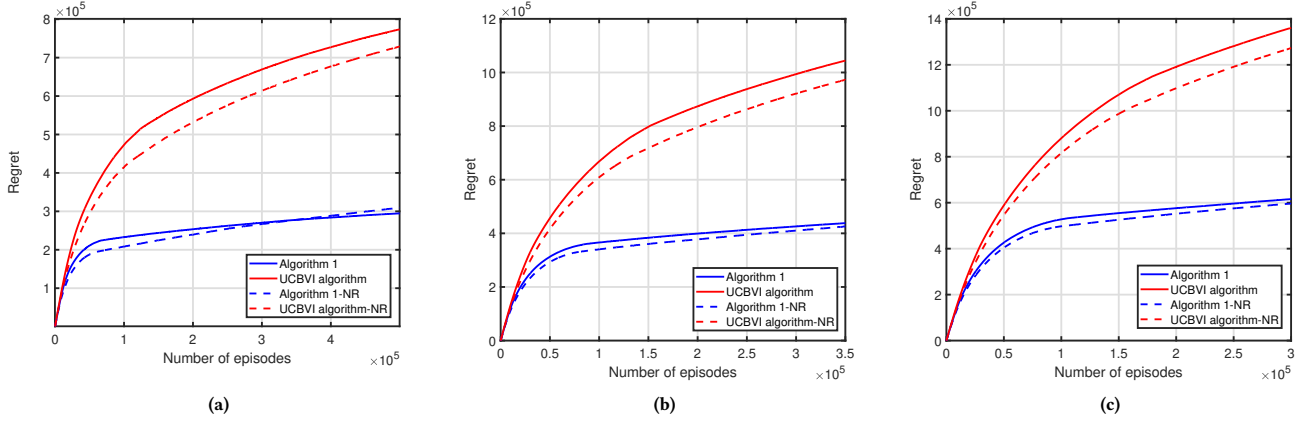 ×10^5
8
7
6
5
4
3
2
1
0 1 2 3 4
×10^5
Regret
Number of episodes
Algorithm 1
UCBVI algorithm
Algorithm 1-NR
UCBVI algorithm-NR
(a)
×10^5
12
10
8
6
4
2
0
0 0.5 1 1.5 2 2.5 3 3.5
×10^5
Regret
Number of episodes
Algorithm 1
UCBVI algorithm
Algorithm 1-NR
UCBVI algorithm-NR
(b)
×10^5
14
12
10
8
6
4
2
0
0 0.5 1 1.5 2 2.5 3
×10^5
Regret
Number of episodes
Algorithm 1
UCBVI algorithm
Algorithm 1-NR
UCBVI algorithm-NR
(c)